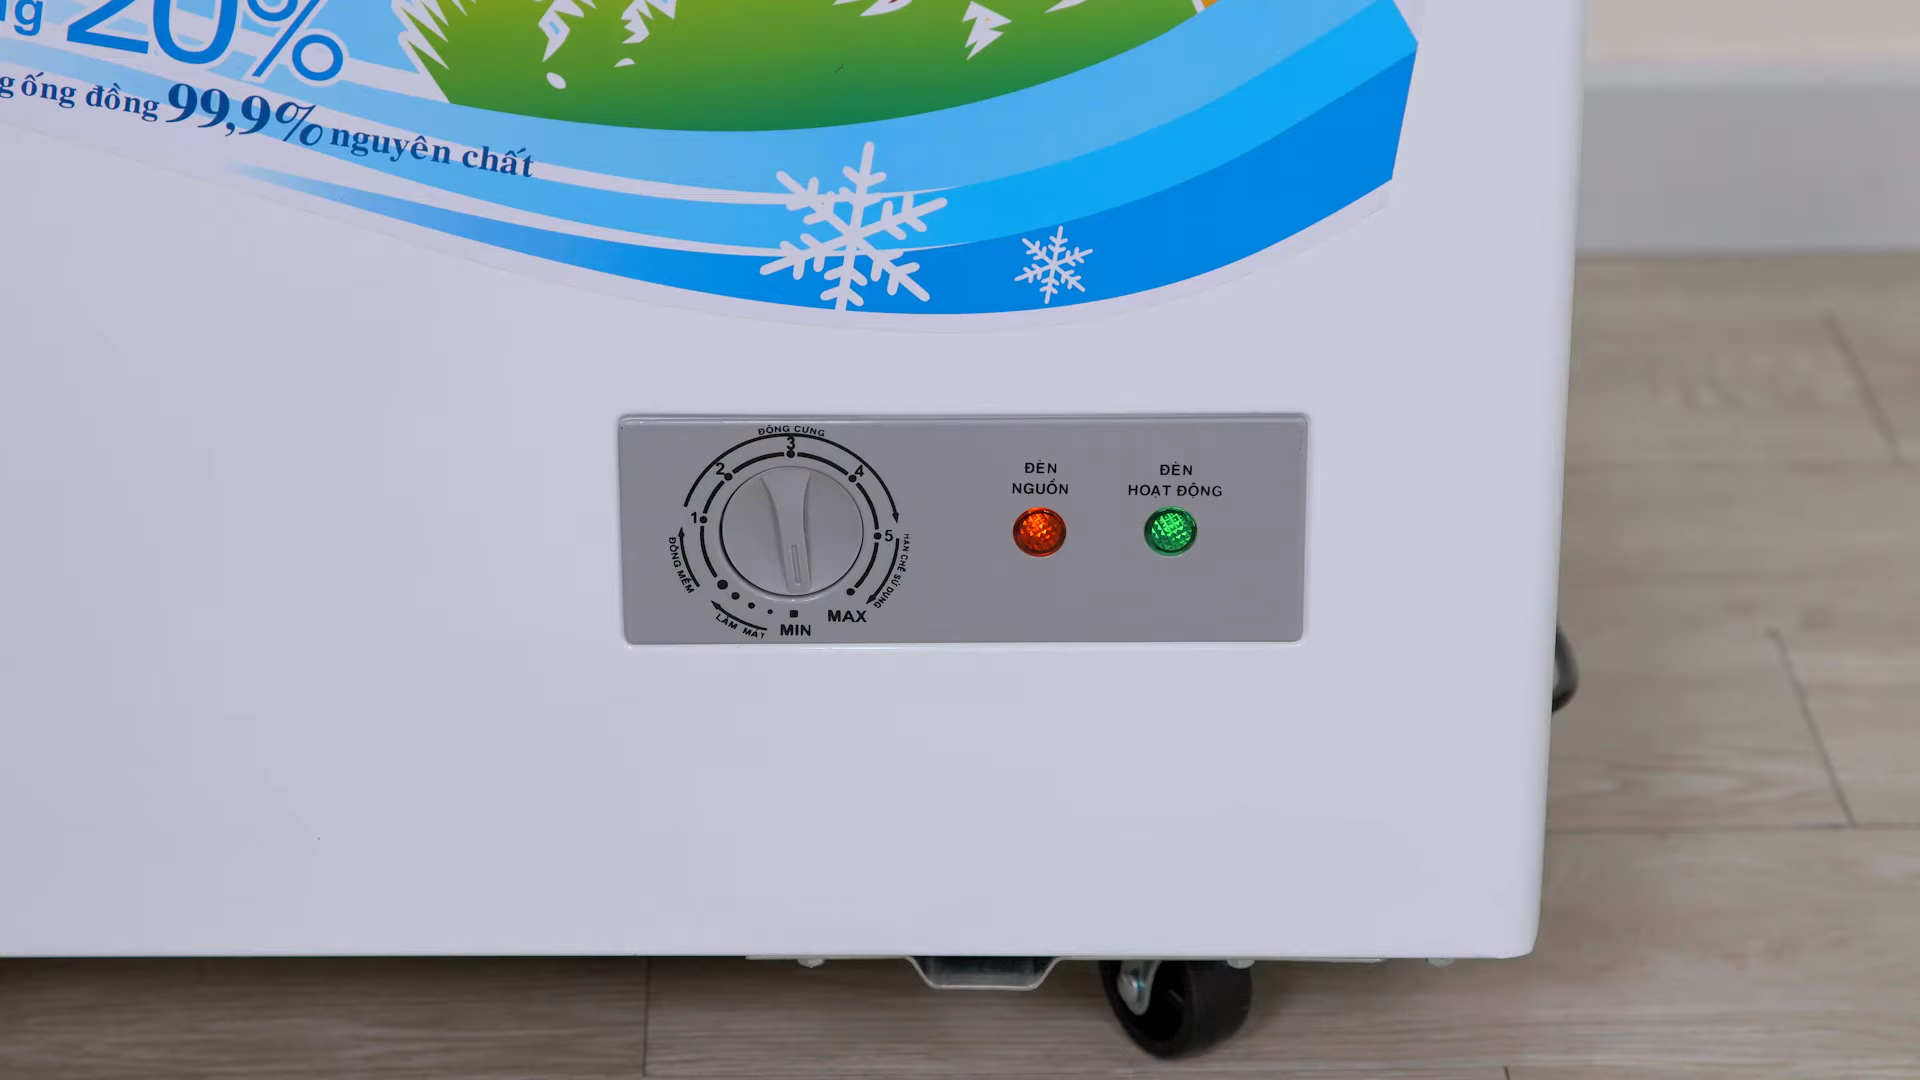 20%
ống đồng 99,9% nguyên chất
ĐÔNG CỨNG
1
2
3
4
5
ĐÔNG MỀM
LÀM MÁT
MIN
MAX
HẠN CHẾ SỬ DỤNG
ĐÈN
NGUỒN
ĐÈN
HOẠT ĐỘNG